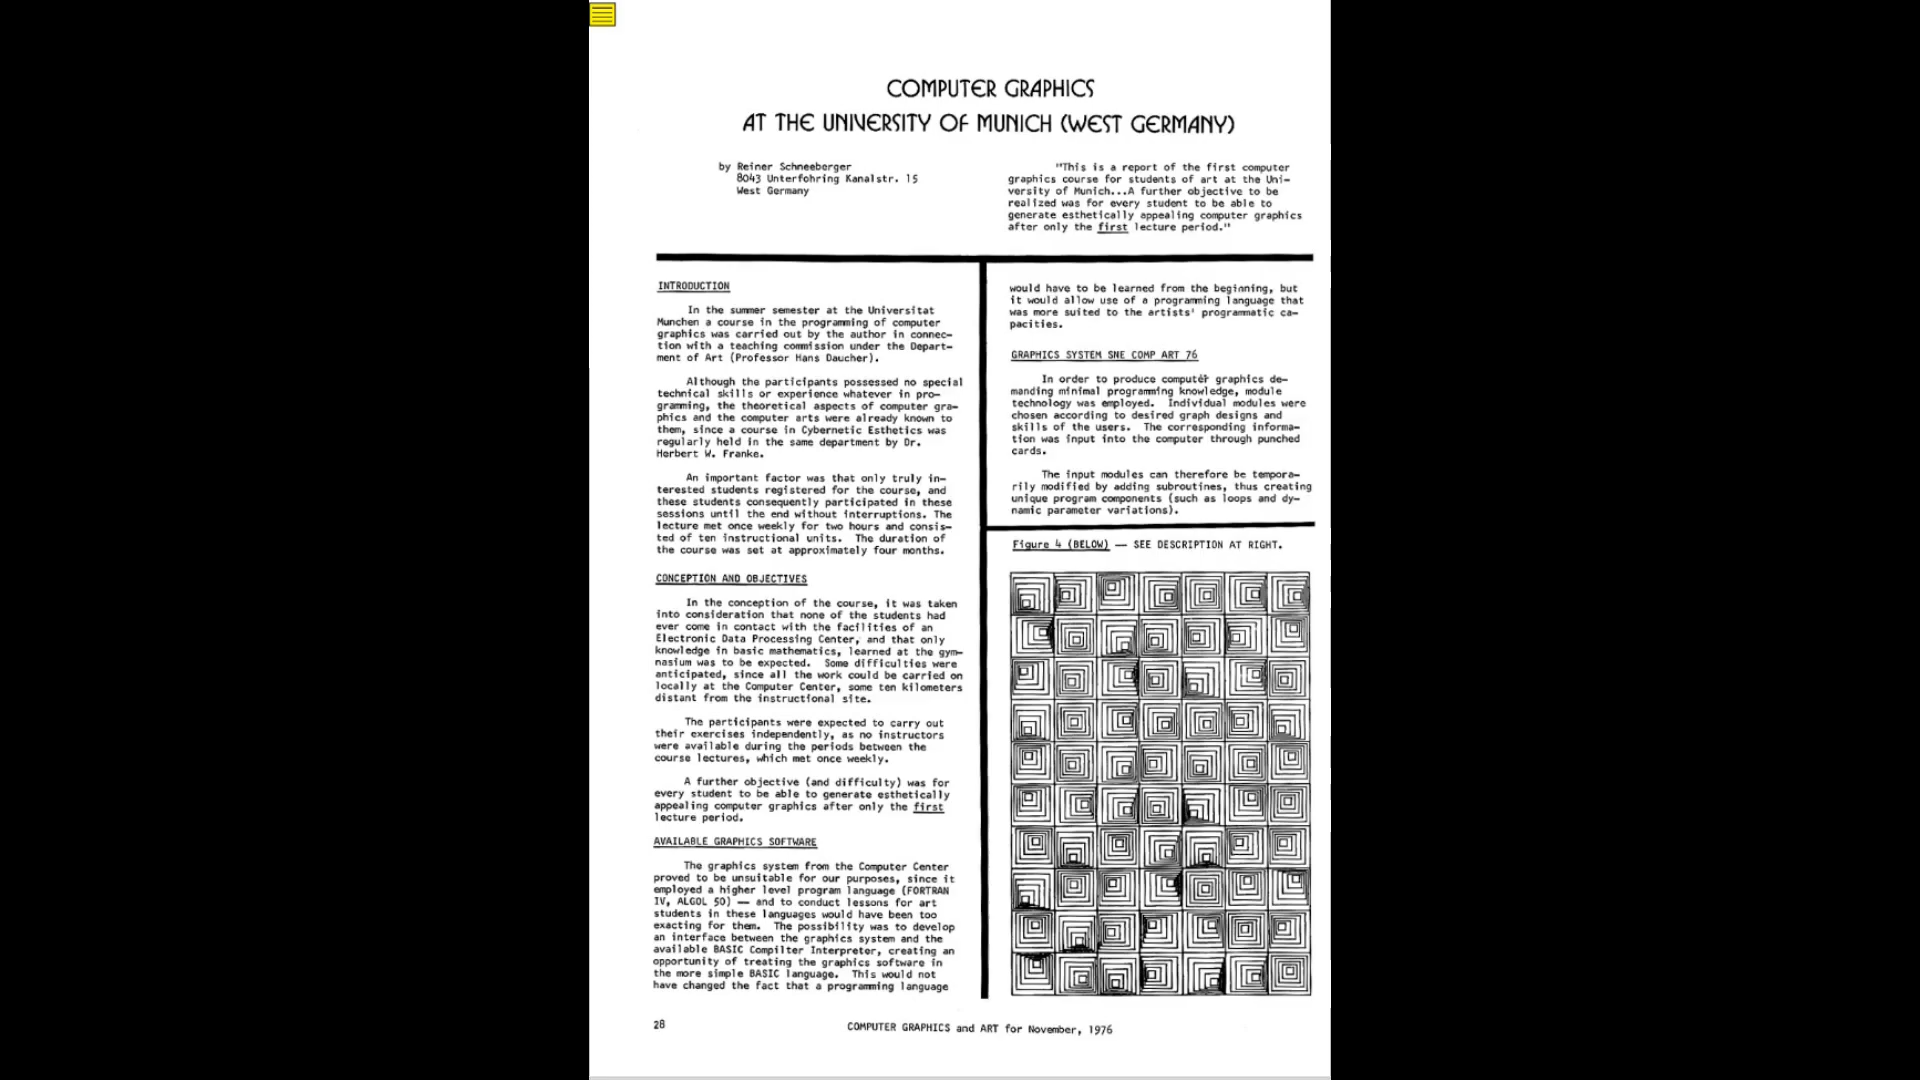 COMPUTER GRAPHICS
AT THE UNIVERSITY OF MUNICH (WEST GERMANY)
by Reiner Schneeberger
8043 Unterfohring Kanalstr. 15
West Germany
"This is a report of the first computer
graphics course for students of art at the Uni-
versity of Munich...A further objective to be
realized was for every student to be able to
generate esthetically appealing computer graphics
after only the first lecture period."
INTRODUCTION
In the summer semester at the Universitat
Munchen a course in the programming of computer
graphics was carried out by the author in connec-
tion with a teaching commission under the Depart-
ment of Art (Professor Hans Daucher).
Although the participants possessed no special
technical skills or experience whatever in pro-
gramming, the theoretical aspects of computer gra-
phics and the computer arts were already known to
them, since a course in Cybernetic Esthetics was
regularly held in the same department by Dr.
Herbert W. Franke.
An important factor was that only truly in-
terested students registered for the course, and
these students consequently participated in these
sessions until the end without interruptions. The
lecture met once weekly for two hours and consis-
ted of ten instructional units. The duration of
the course was set at approximately four months.
CONCEPTION AND OBJECTIVES
In the conception of the course, it was taken
into consideration that none of the students had
ever come in contact with the facilities of an
Electronic Data Processing Center, and that only
knowledge in basic mathematics, learned at the gym-
nasium was to be expected. Some difficulties were
anticipated, since all the work could be carried on
locally at the Computer Center, some ten kilometers
distant from the instructional site.
The participants were expected to carry out
their exercises independently, as no instructors
were available during the periods between the
course lectures, which met once weekly.
A further objective (and difficulty) was for
every student to be able to generate esthetically
appealing computer graphics after only the first
lecture period.
AVAILABLE GRAPHICS SOFTWARE
The graphics system from the Computer Center
proved to be unsuitable for our purposes, since it
employed a higher level program language (FORTRAN
IV, ALGOL 50) — and to conduct lessons for art
students in these languages would have been too
exacting for them. The possibility was to develop
an interface between the graphics system and the
available BASIC Compilter Interpreter, creating an
opportunity of treating the graphics software in
the more simple BASIC language. This would not
have changed the fact that a programming language
would have to be learned from the beginning, but
it would allow use of a programming language that
was more suited to the artists' programmatic ca-
pacities.
GRAPHICS SYSTEM SNE COMP ART 76
In order to produce computer graphics de-
manding minimal programming knowledge, module
technology was employed. Individual modules were
chosen according to desired graph designs and
skills of the users. The corresponding informa-
tion was input into the computer through punched
cards.
The input modules can therefore be tempora-
rily modified by adding subroutines, thus creating
unique program components (such as loops and dy-
namic parameter variations).
Figure 4 (BELOW) — SEE DESCRIPTION AT RIGHT.
28
COMPUTER GRAPHICS and ART for November, 1976